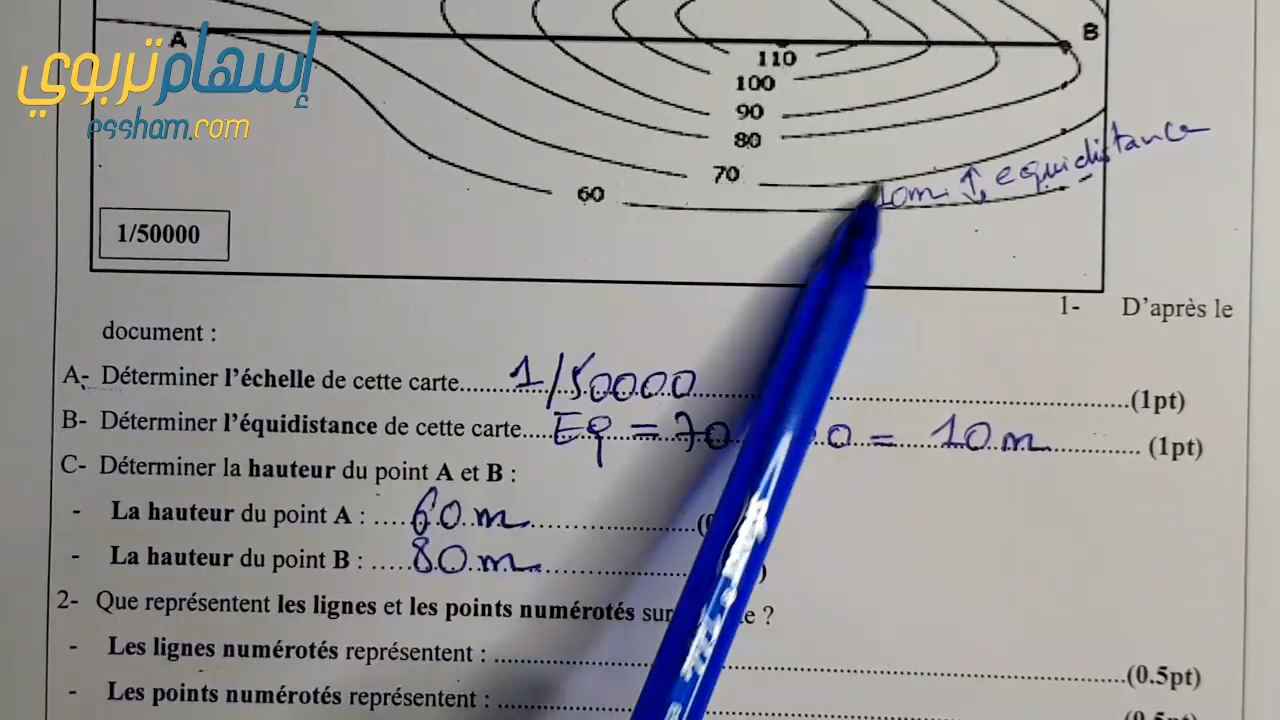 إسهام تربوي
essham.com
A
B
110
100
90
80
70
60
10m equidistance
1/50000
1- D'après le
document :
A- Déterminer l'échelle de cette carte.......1/50000.......(1pt)
B- Déterminer l'équidistance de cette carte.......Eq = 70 0 = 10m....... (1pt)
C- Déterminer la hauteur du point A et B :
- La hauteur du point A : ....60m.......(
- La hauteur du point B : .....80m.......)
2- Que représentent les lignes et les points numérotés sur e ?
- Les lignes numérotés représentent : .......(0.5pt)
- Les points numérotés représentent : .......(0.5pt)